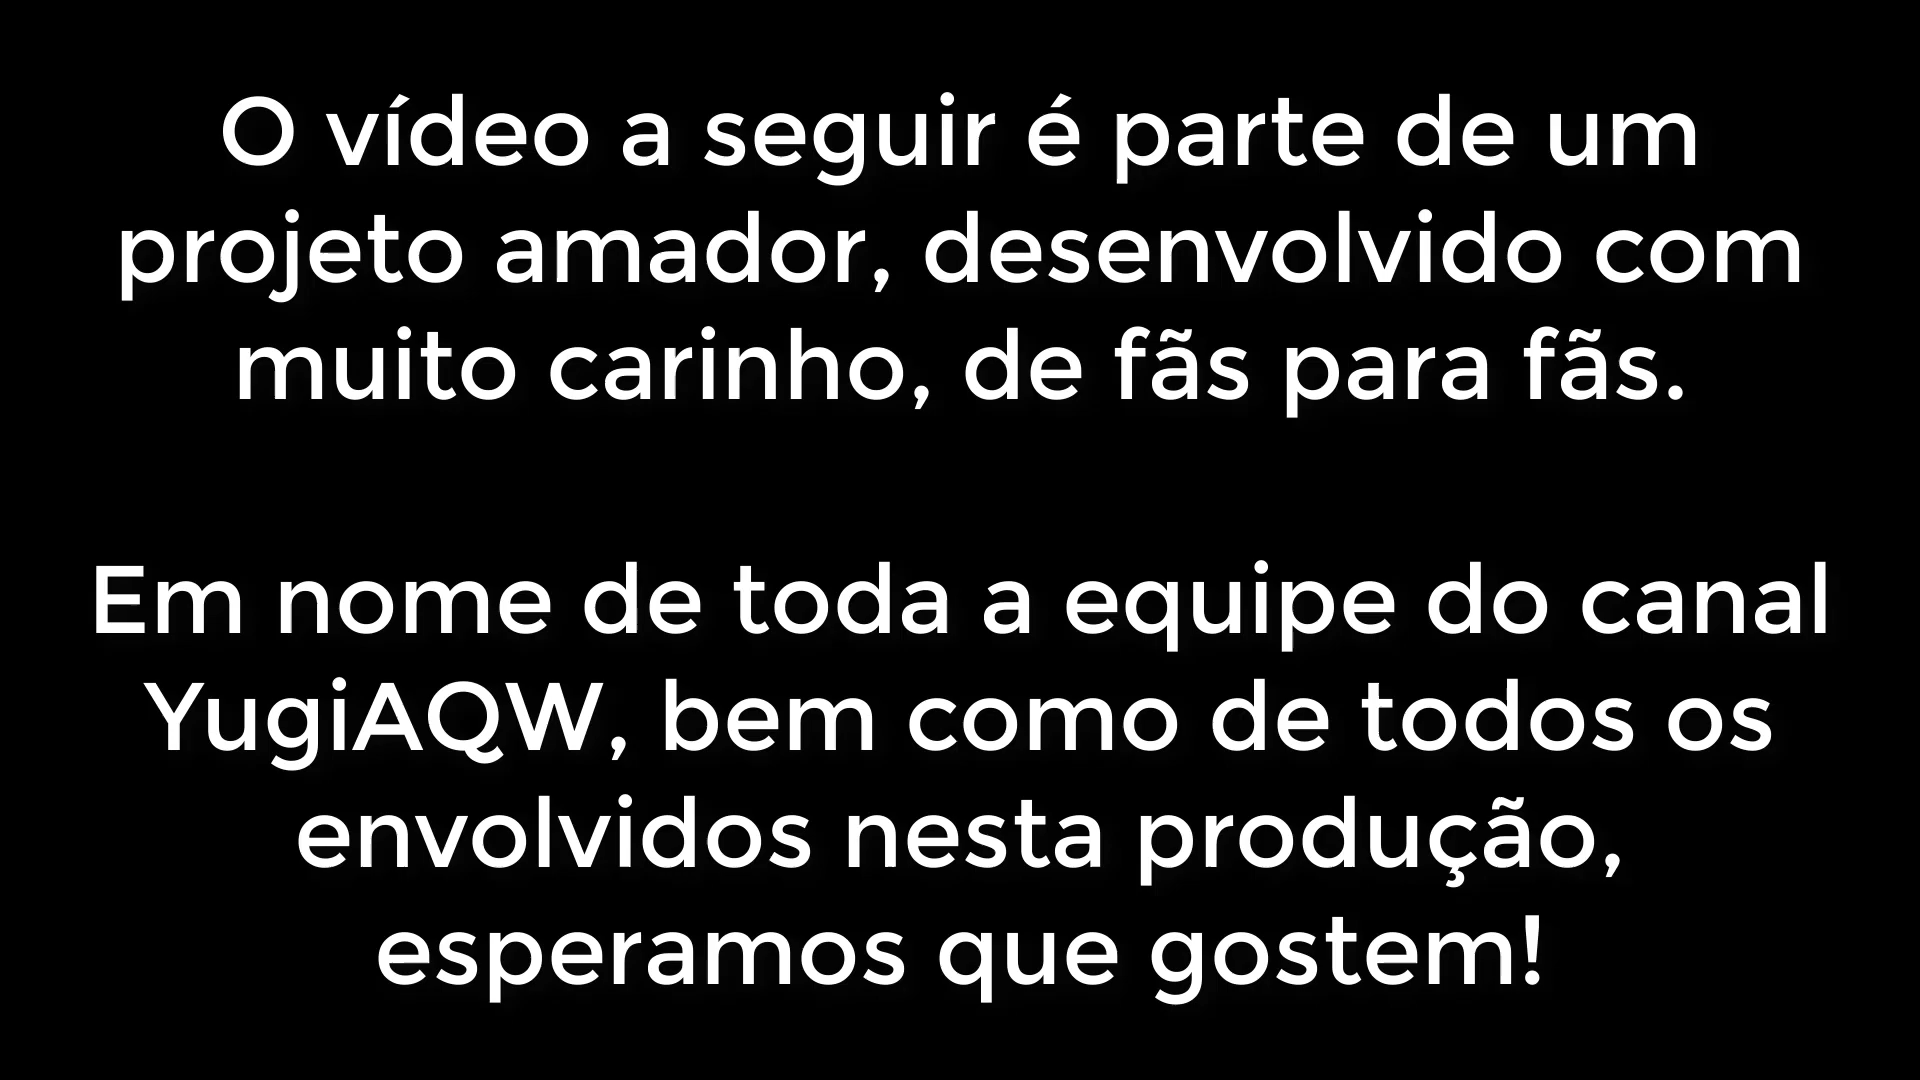 O vídeo a seguir é parte de um
projeto amador, desenvolvido com
muito carinho, de fãs para fãs.
Em nome de toda a equipe do canal
YugiAQW, bem como de todos os
envolvidos nesta produção,
esperamos que gostem!